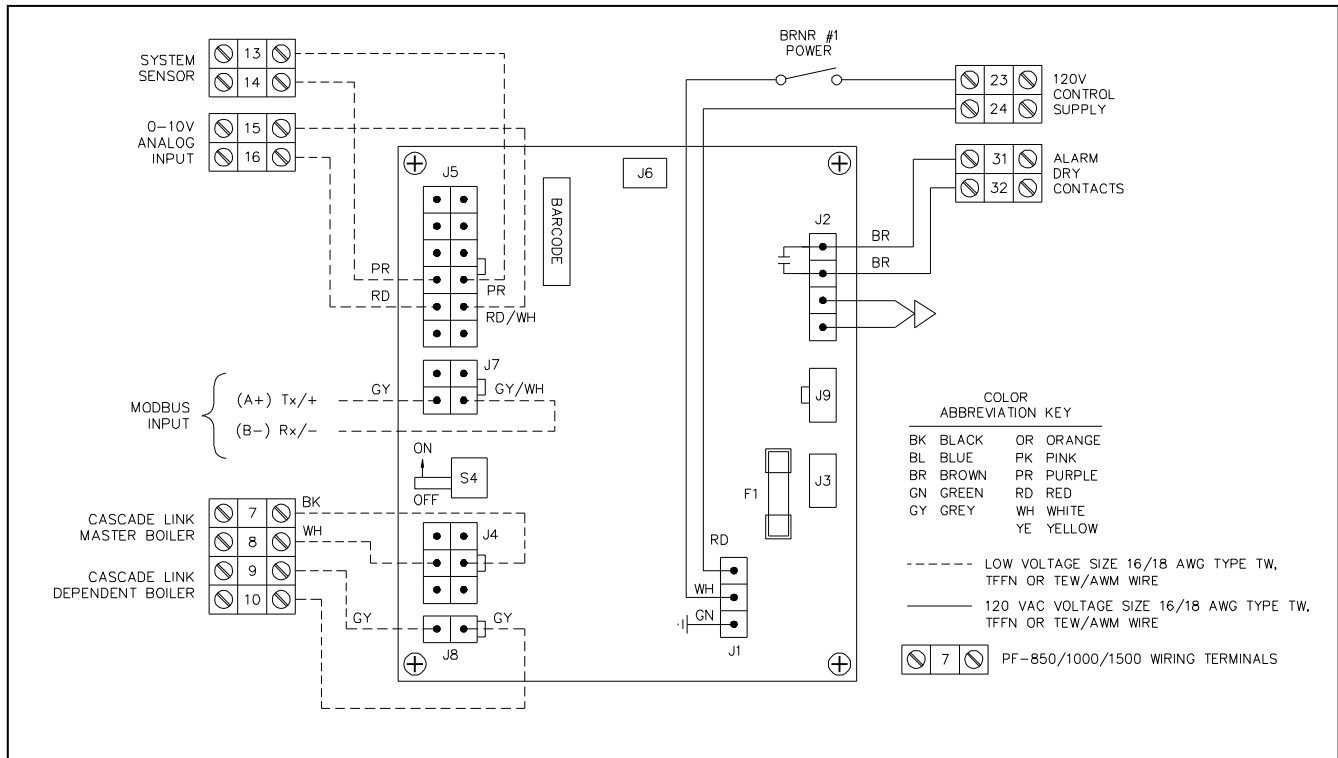 BRNR #1
POWER
SYSTEM
SENSOR
13
14
0-10V
ANALOG
INPUT
15
16
23
24
120V
CONTROL
SUPPLY
31
32
ALARM
DRY
CONTACTS
J5
J6
BARCODE
J2
BR
BR
PR
PR
RD
RD/WH
J7
GY
GY/WH
MODBUS
INPUT
(A+) Tx/+
(B-) Rx/-
J9
ON
OFF
S4
F1
J3
CASCADE LINK
MASTER BOILER
CASCADE LINK
DEPENDENT BOILER
7
8
9
10
BK
WH
J4
GY
GY
J8
RD
WH
GN
J1
COLOR
ABBREVIATION KEY
BK BLACK OR ORANGE
BL BLUE PK PINK
BR BROWN PR PURPLE
GN GREEN RD RED
GY GREY WH WHITE
YE YELLOW
LOW VOLTAGE SIZE 16/18 AWG TYPE TW,
TFFN OR TEW/AWM WIRE
120 VAC VOLTAGE SIZE 16/18 AWG TYPE TW,
TFFN OR TEW/AWM WIRE
7 PF-850/1000/1500 WIRING TERMINALS